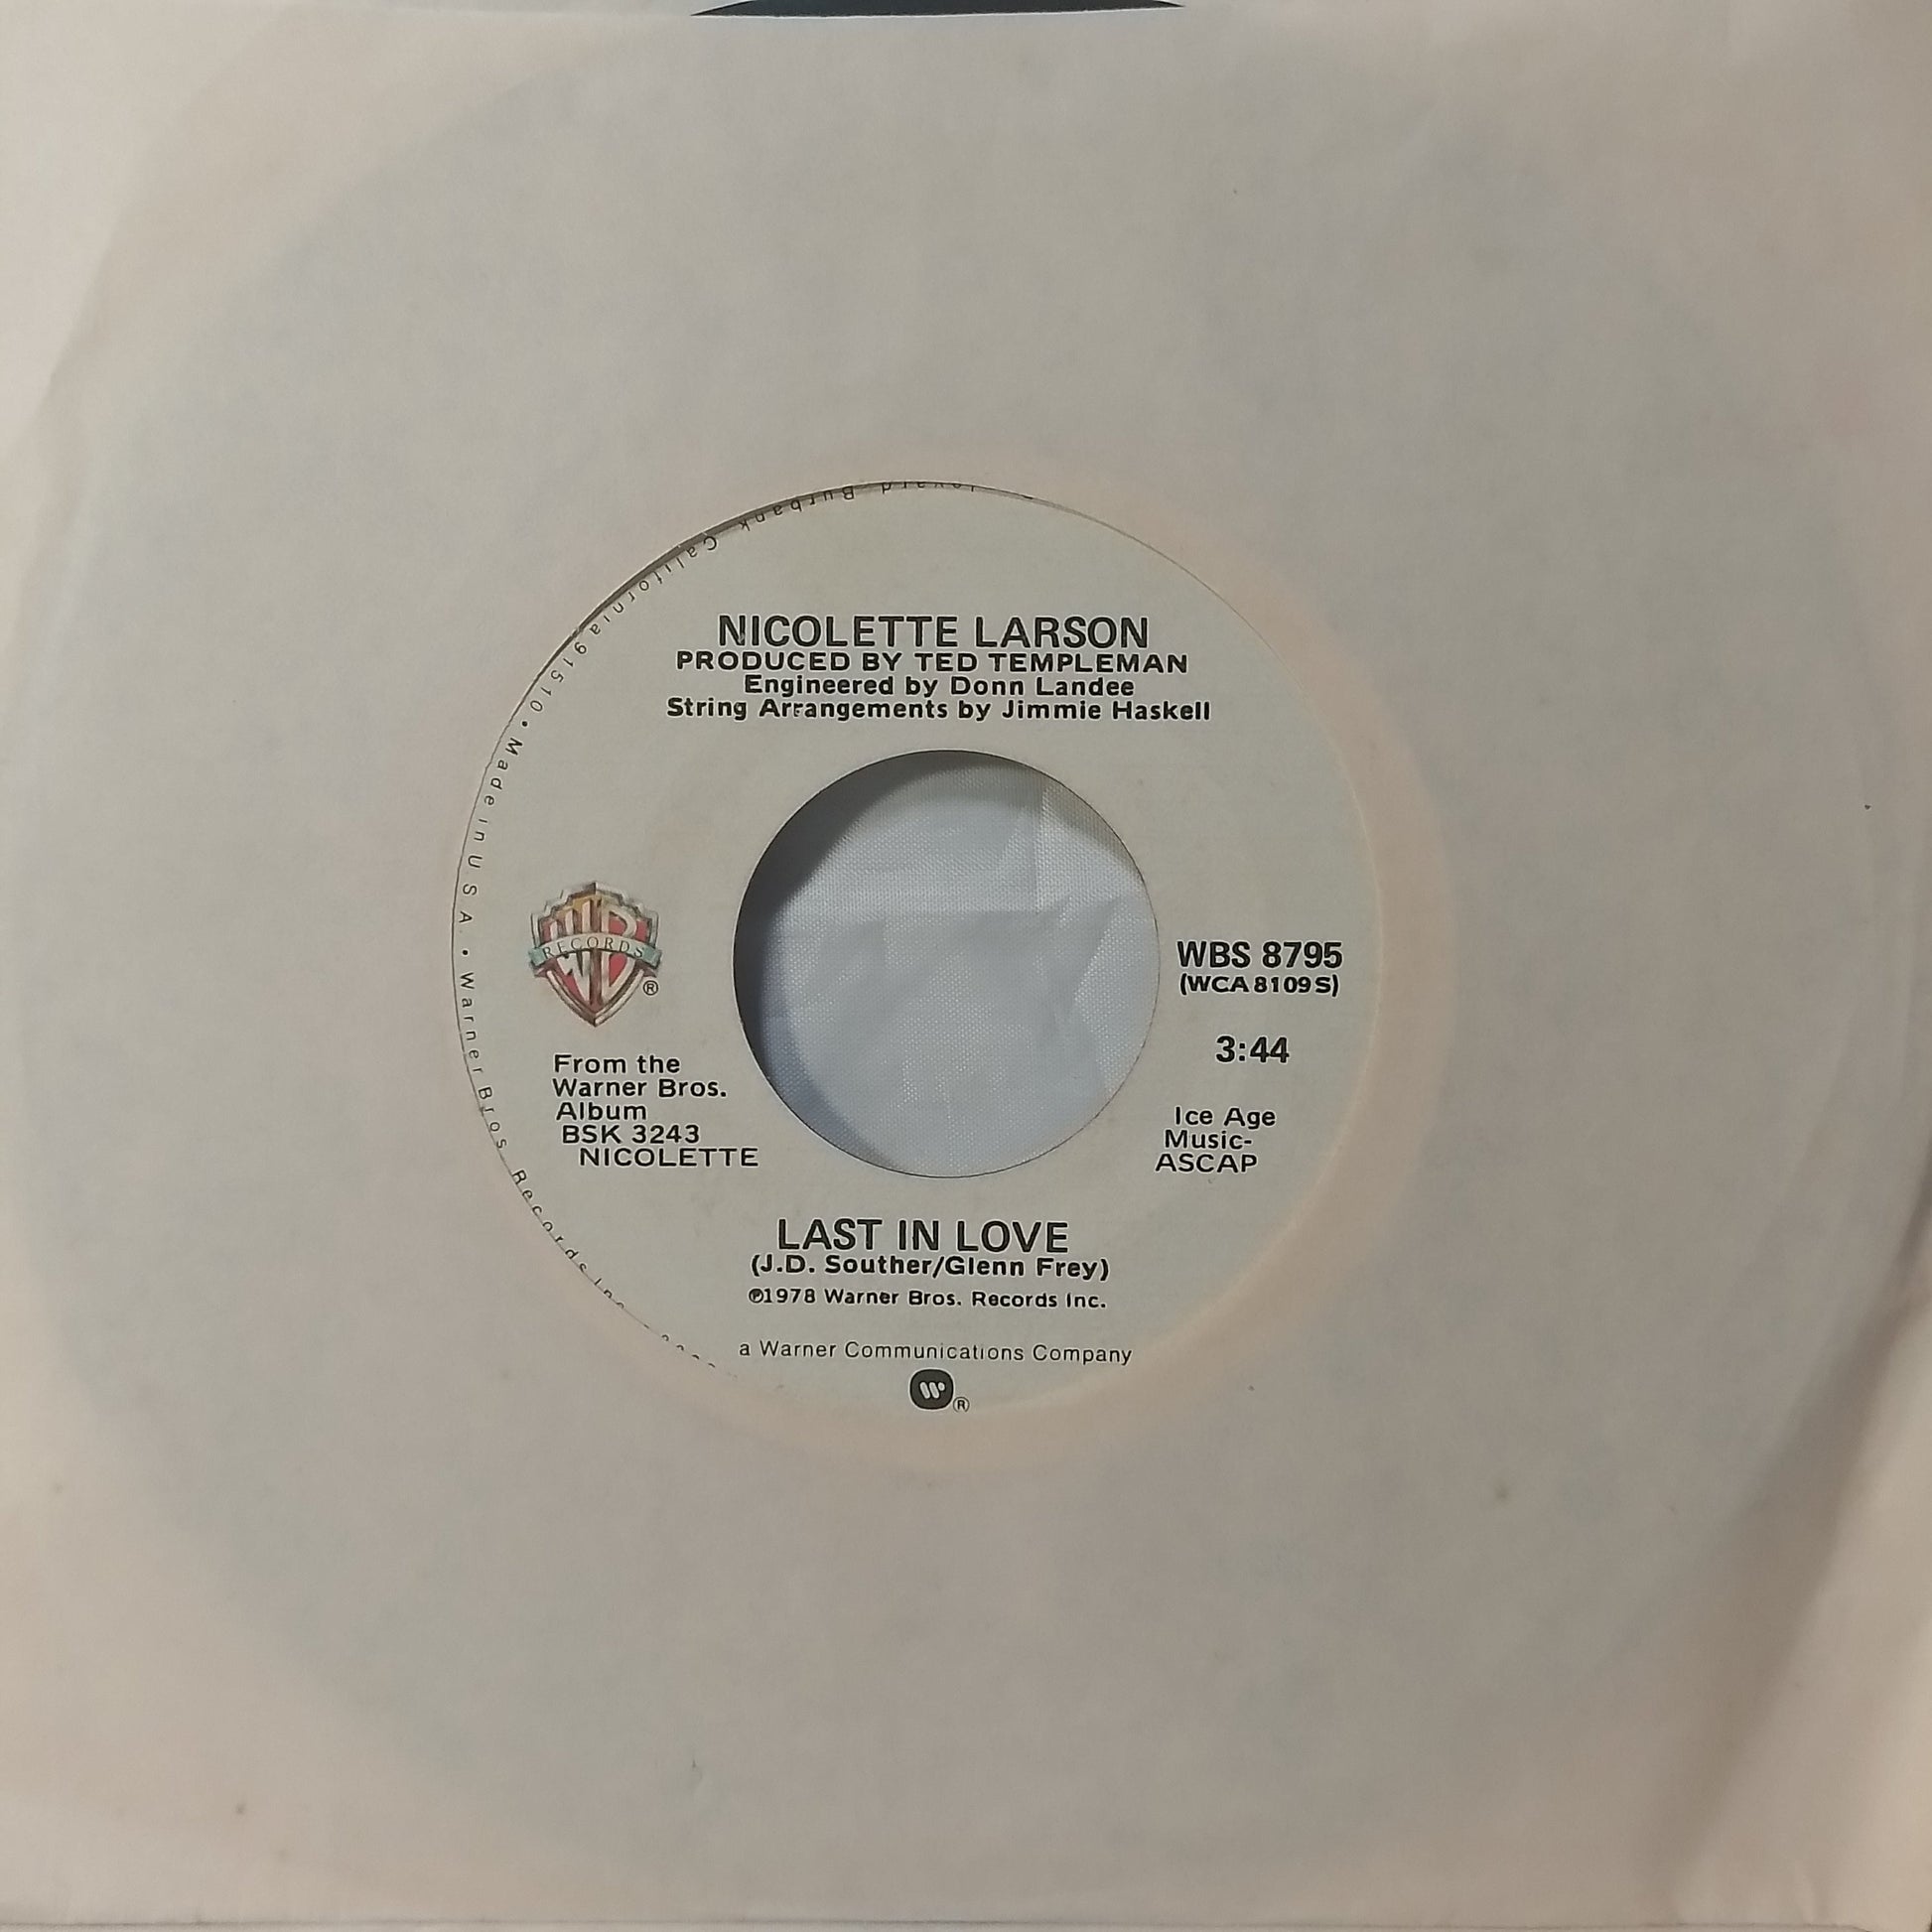 NICOLETTE LARSON
PRODUCED BY TED TEMPLEMAN
Engineered by Donn Landee
String Arrangements by Jimmie Haskell
RECORDS
®
WBS 8795
(WCA 8109 S)
3:44
From the
Warner Bros.
Album
BSK 3243
NICOLETTE
Ice Age
Music-
ASCAP
LAST IN LOVE
(J.D. Souther/Glenn Frey)
℗1978 Warner Bros. Records Inc.
a Warner Communications Company
®
Warner Bros. Records Inc.
Burbank California 91510 • Made in U.S.A. •